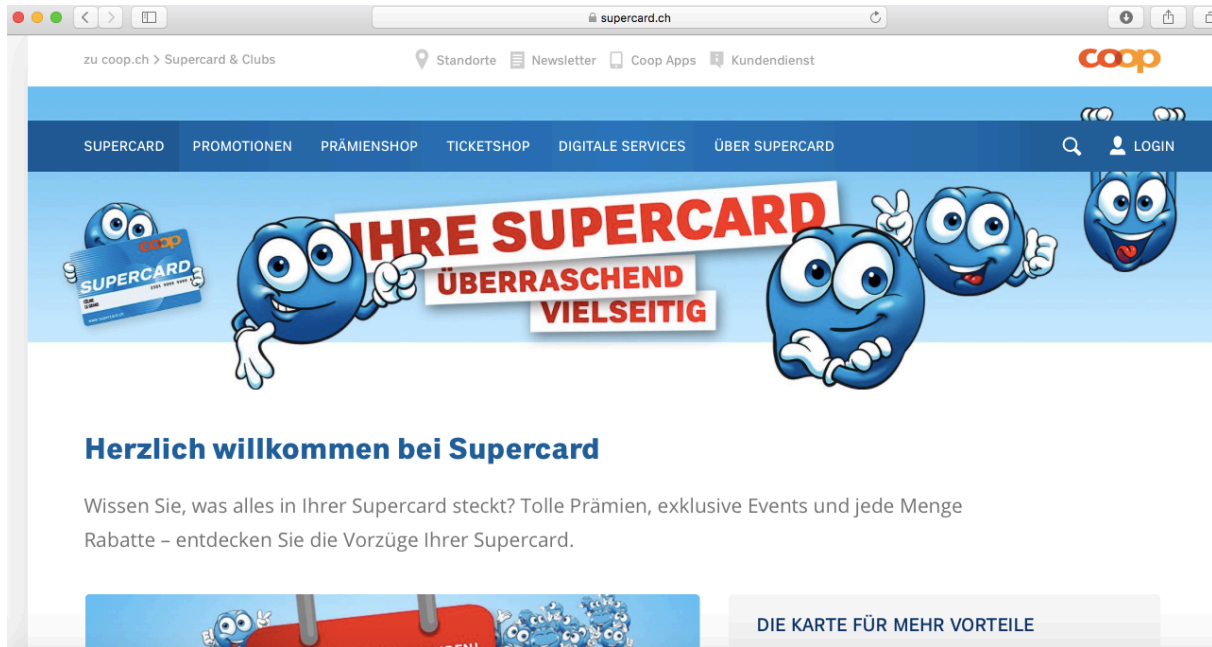 supercard.ch
zu coop.ch > Supercard & Clubs
Standorte
Newsletter
Coop Apps
Kundendienst
coop
SUPERCARD
PROMOTIONEN
PRÄMIENSHOP
TICKETSHOP
DIGITALE SERVICES
ÜBER SUPERCARD
LOGIN
coop
SUPERCARD
IHRE SUPERCARD
ÜBERRASCHEND
VIELSEITIG
Herzlich willkommen bei Supercard
Wissen Sie, was alles in Ihrer Supercard steckt? Tolle Prämien, exklusive Events und jede Menge
Rabatte – entdecken Sie die Vorzüge Ihrer Supercard.
DIE KARTE FÜR MEHR VORTEILE